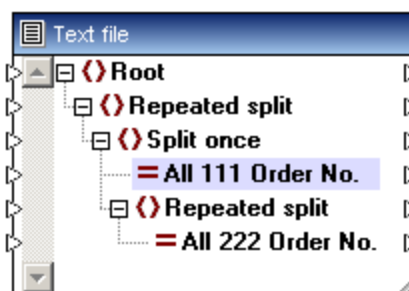 Text file
Root
Repeated split
Split once
All 111 Order No.
Repeated split
All 222 Order No.